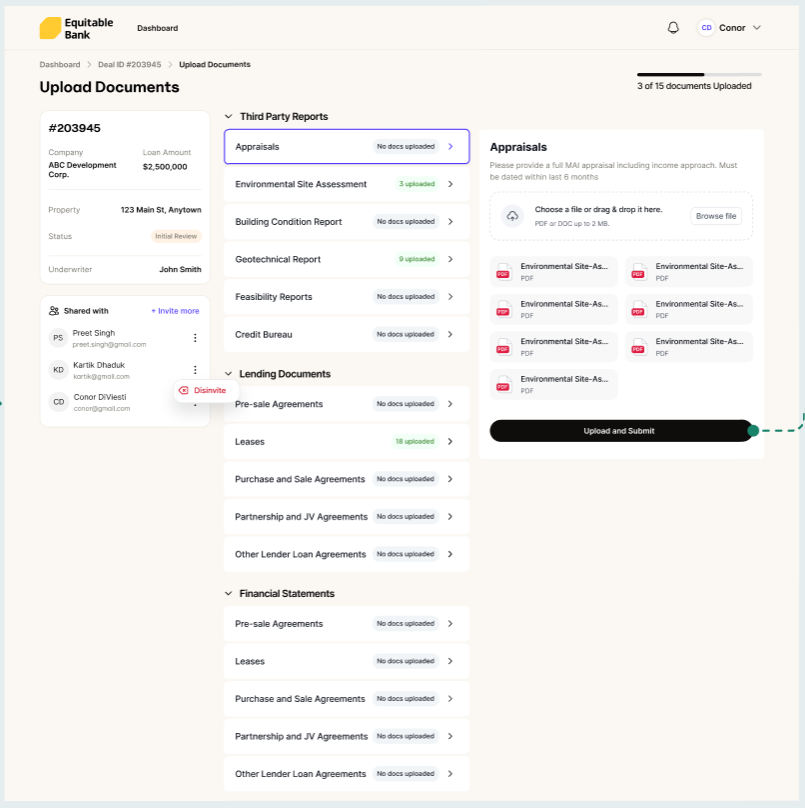 Equitable
Bank
Dashboard
CD
Conor
Dashboard > Deal ID #203945 > Upload Documents
Upload Documents
3 of 15 documents Uploaded
#203945
Company
Loan Amount
ABC Development
Corp.
$2,500,000
Property
123 Main St, Anytown
Status
Initial Review
Underwriter
John Smith
Shared with
+ Invite more
PS
Preet Singh
preet.singh@gmail.com
KD
Kartik Dhaduk
kartik@gmail.com
Disinvite
CD
Conor DiViesti
conor@gmail.com
Third Party Reports
Appraisals
No docs uploaded
Environmental Site Assessment
3 uploaded
Building Condition Report
No docs uploaded
Geotechnical Report
9 uploaded
Feasibility Reports
No docs uploaded
Credit Bureau
No docs uploaded
Lending Documents
Pre-sale Agreements
No docs uploaded
Leases
18 uploaded
Purchase and Sale Agreements
No docs uploaded
Partnership and JV Agreements
No docs uploaded
Other Lender Loan Agreements
No docs uploaded
Financial Statements
Pre-sale Agreements
No docs uploaded
Leases
No docs uploaded
Purchase and Sale Agreements
No docs uploaded
Partnership and JV Agreements
No docs uploaded
Other Lender Loan Agreements
No docs uploaded
Appraisals
Please provide a full MAI appraisal including income approach. Must
be dated within last 6 months
Choose a file or drag & drop it here.
PDF or DOC up to 2 MB.
Browse file
PDF
Environmental Site-As...
PDF
PDF
Environmental Site-As...
PDF
PDF
Environmental Site-As...
PDF
PDF
Environmental Site-As...
PDF
PDF
Environmental Site-As...
PDF
PDF
Environmental Site-As...
PDF
PDF
Environmental Site-As...
PDF
Upload and Submit